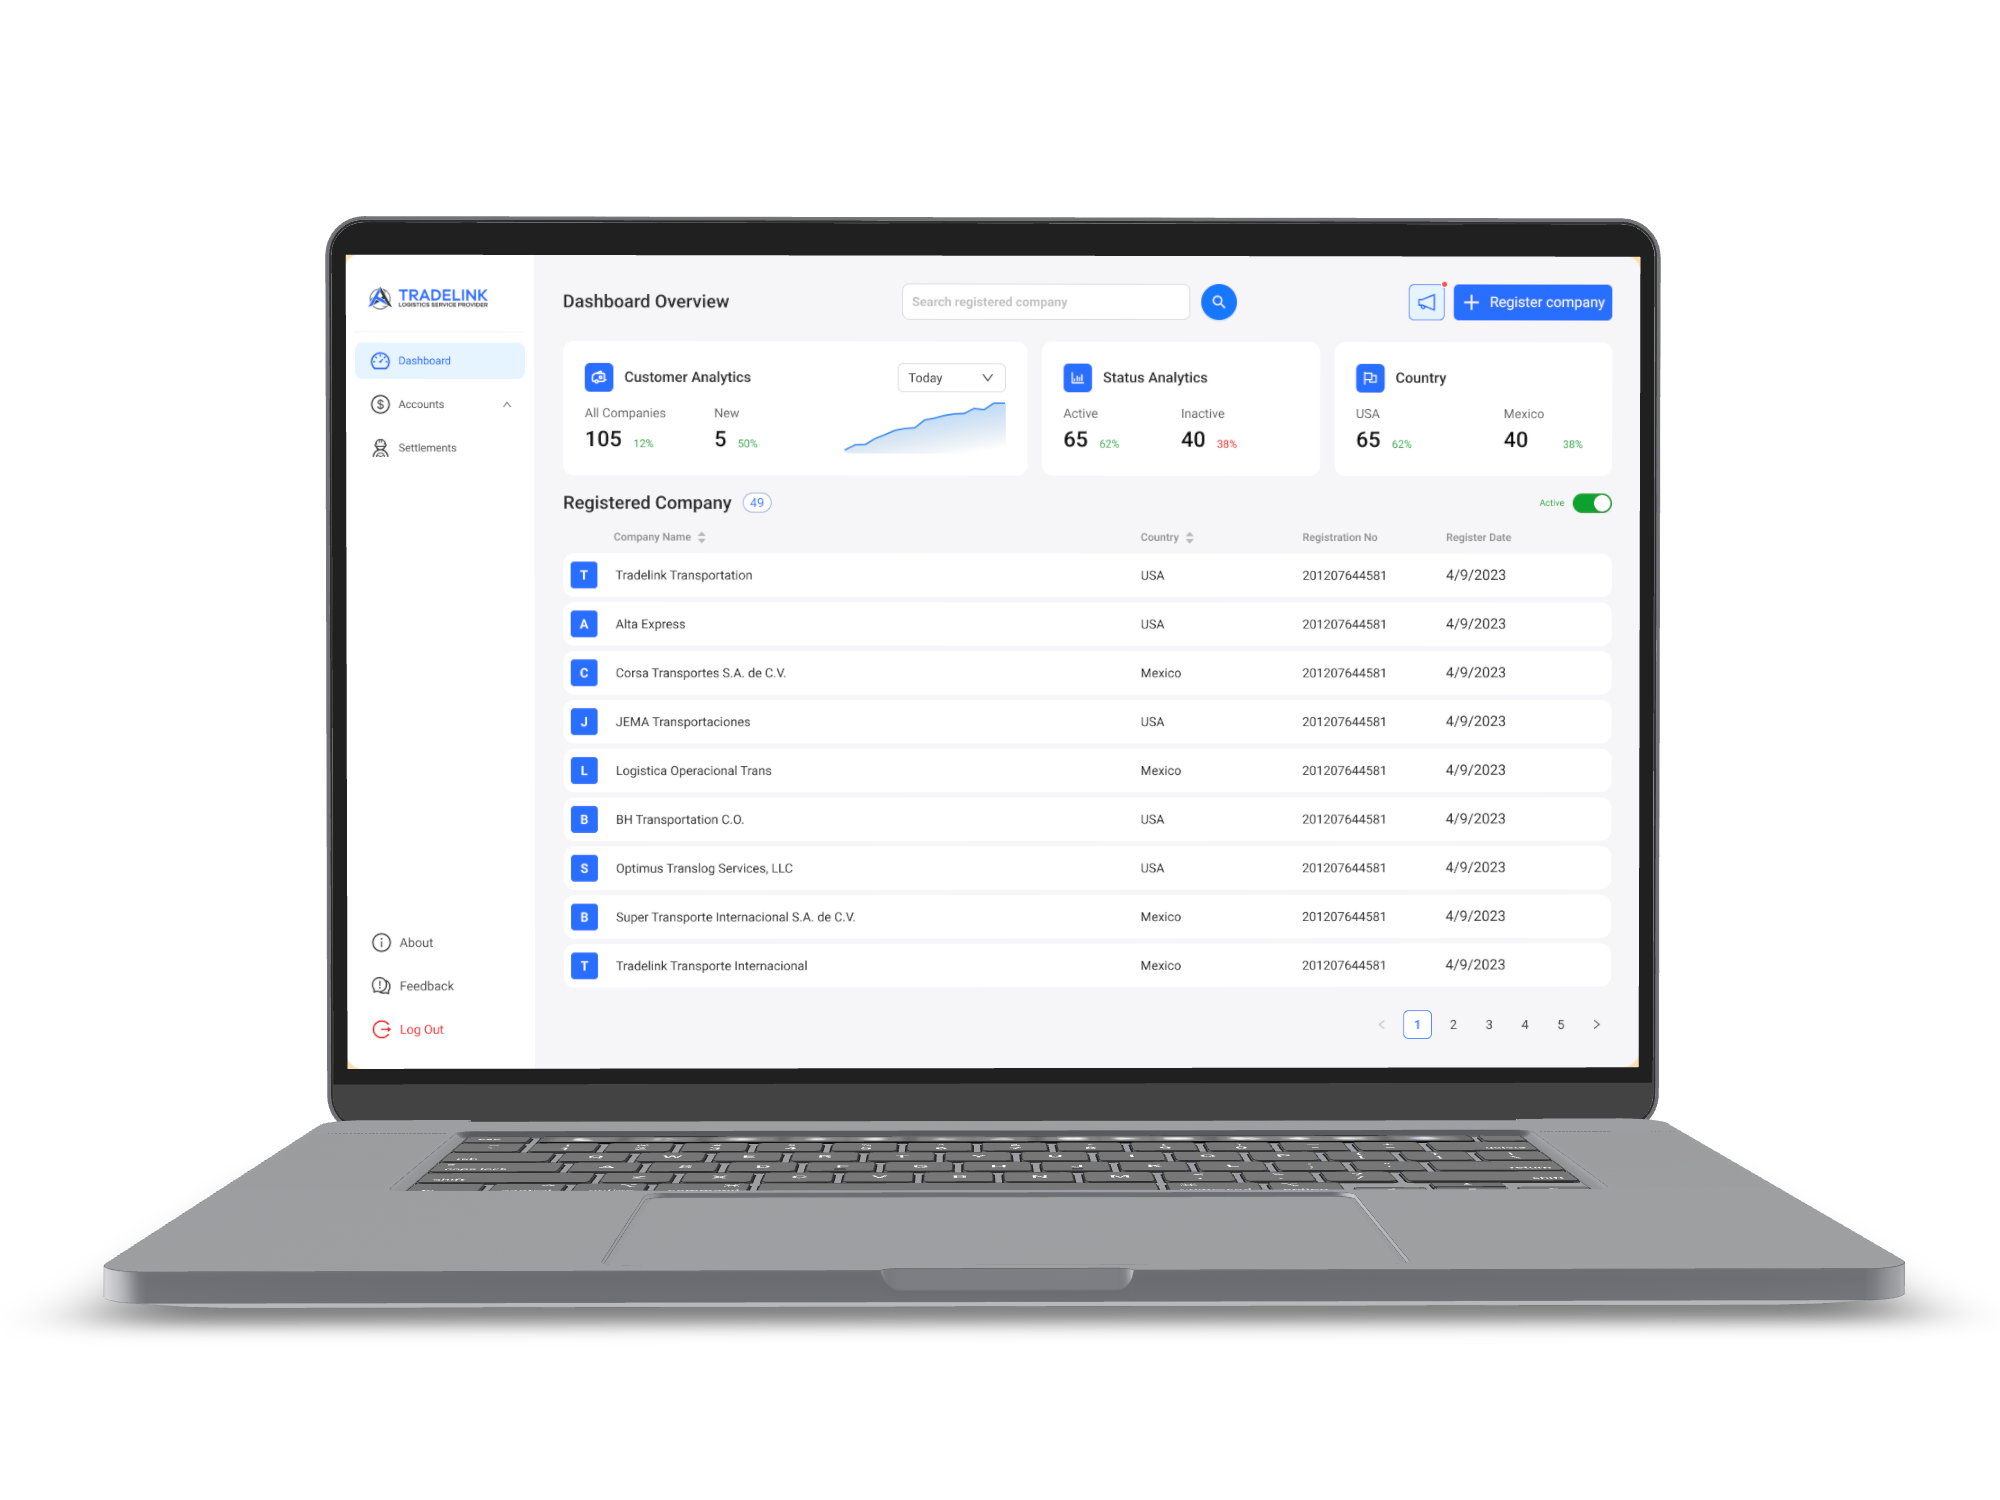 TRADELINK
LOGISTICS SERVICE PROVIDER
Dashboard
Accounts
Settlements
About
Feedback
Log Out
Dashboard Overview
Search registered company
Register company
Customer Analytics
Today
All Companies
New
105 12%
5 50%
Status Analytics
Active
Inactive
65 62%
40 38%
Country
USA
Mexico
65 62%
40 38%
Registered Company 49
Active
Company Name Country Registration No Register Date
T Tradelink Transportation USA 201207644581 4/9/2023
A Alta Express USA 201207644581 4/9/2023
C Corsa Transportes S.A. de C.V. Mexico 201207644581 4/9/2023
J JEMA Transportaciones USA 201207644581 4/9/2023
L Logistica Operacional Trans Mexico 201207644581 4/9/2023
B BH Transportation C.O. USA 201207644581 4/9/2023
S Optimus Translog Services, LLC USA 201207644581 4/9/2023
B Super Transporte Internacional S.A. de C.V. Mexico 201207644581 4/9/2023
T Tradelink Transporte Internacional Mexico 201207644581 4/9/2023
< 1 2 3 4 5 >